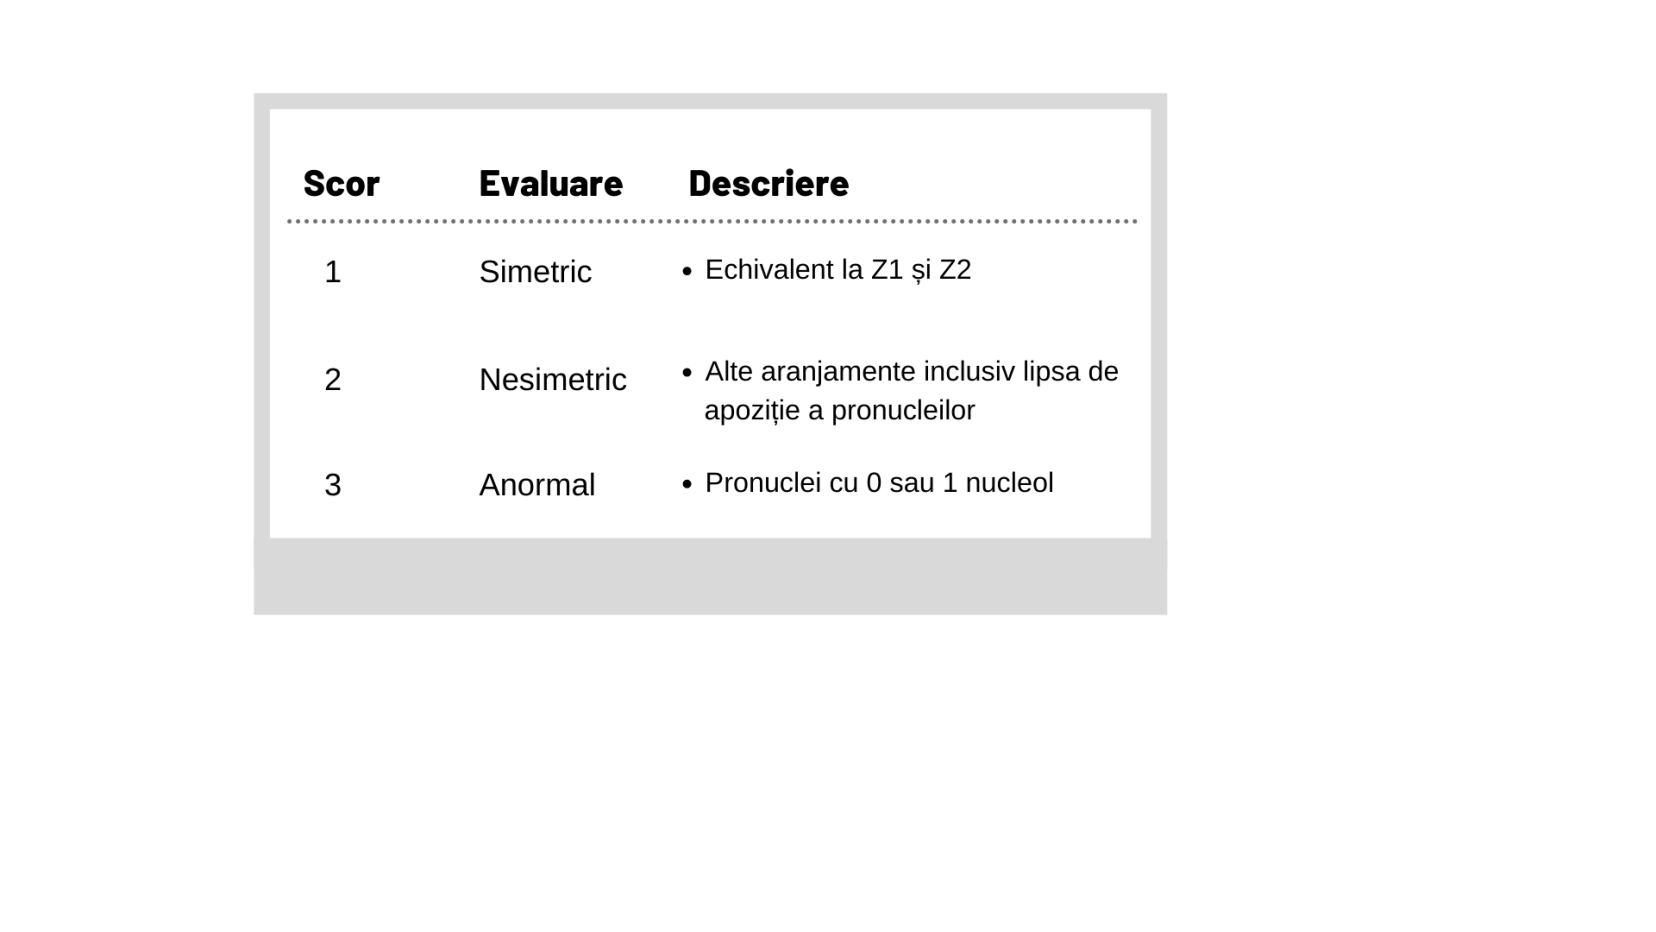 Scor Evaluare Descriere
1 Simetric • Echivalent la Z1 și Z2
2 Nesimetric • Alte aranjamente inclusiv lipsa de
apoziție a pronucleilor
3 Anormal • Pronuclei cu 0 sau 1 nucleol